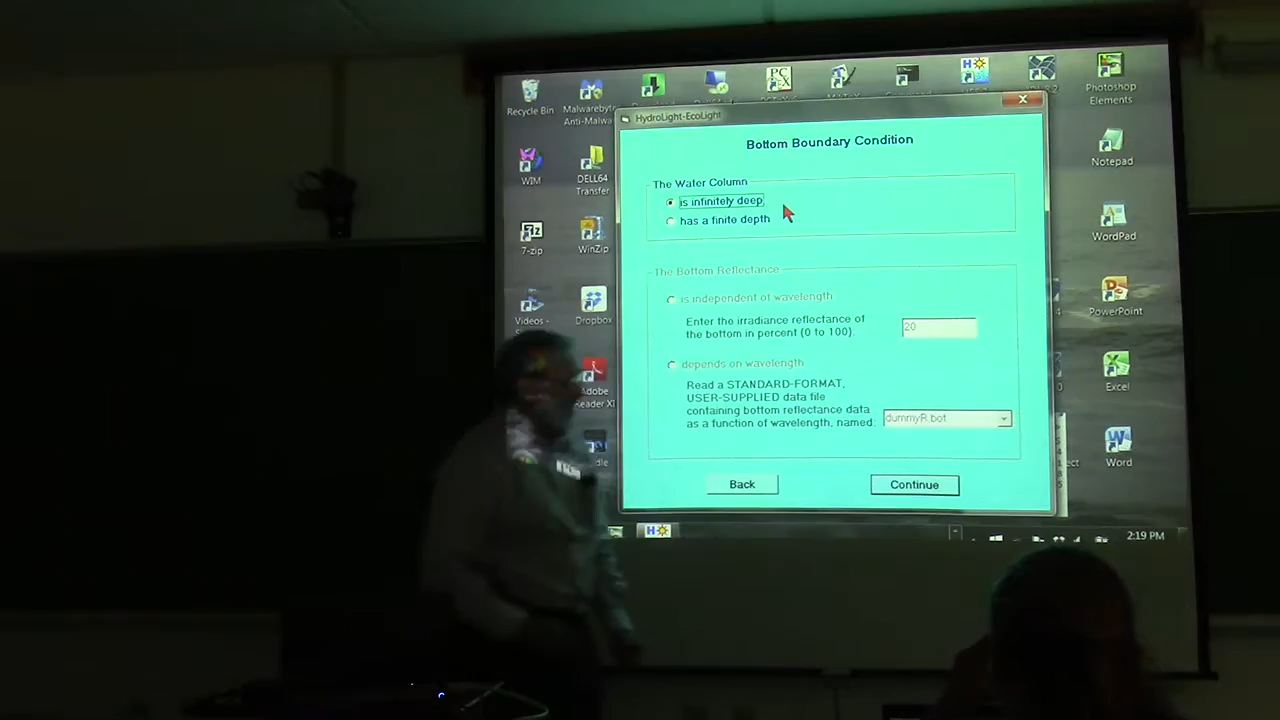 Recycle Bin
Malwarebyte
Anti-Malwa
PC
Photoshop
Elements
HydroLight-EcoLight
Bottom Boundary Condition
The Water Column
is infinitely deep
has a finite depth
The Bottom Reflectance
is independent of wavelength
Enter the irradiance reflectance of
the bottom in percent (0 to 100):
20
depends on wavelength
Read a STANDARD-FORMAT,
USER-SUPPLIED data file
containing bottom reflectance data
as a function of wavelength, named:
dummyR.bot
Back
Continue
WIM
DELL64
Transfer
7-zip
WinZip
Videos -
Dropbox
Adobe
Reader XI
Notepad
WordPad
PowerPoint
Excel
Word
2:19 PM